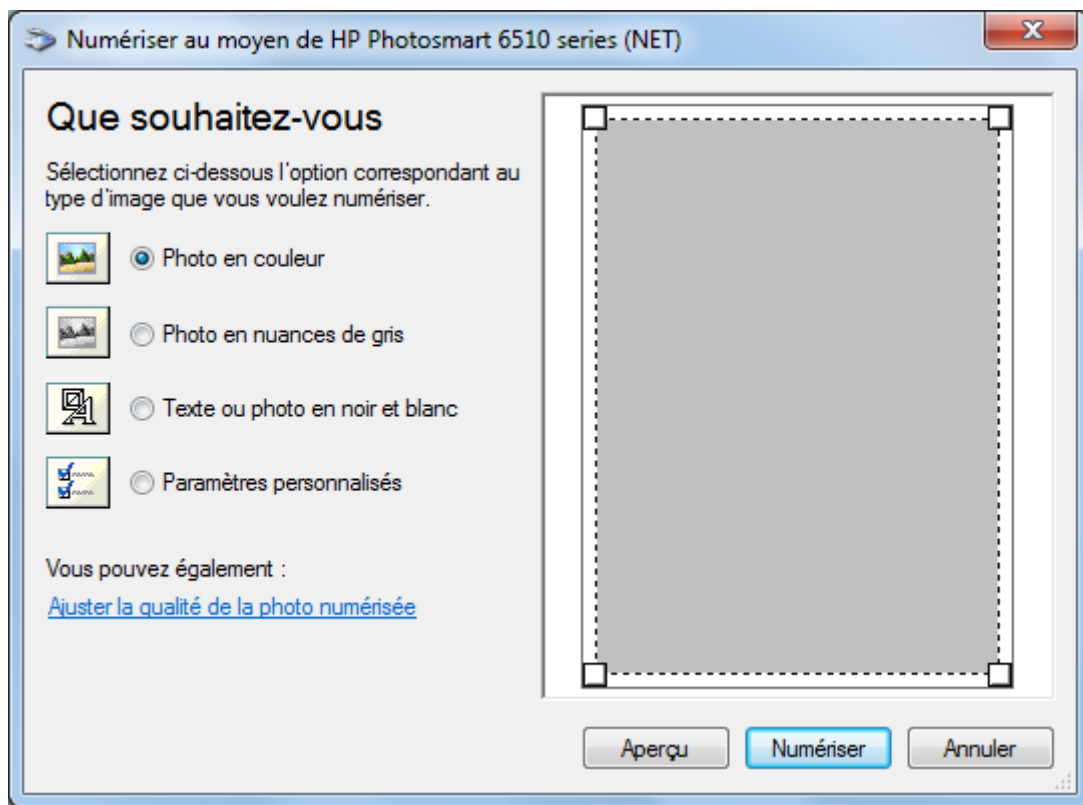 Numériser au moyen de HP Photosmart 6510 series (NET)
Que souhaitez-vous
Sélectionnez ci-dessous l'option correspondant au
type d'image que vous voulez numériser.
Photo en couleur
Photo en nuances de gris
Texte ou photo en noir et blanc
Paramètres personnalisés
Vous pouvez également :
Ajuster la qualité de la photo numérisée
Aperçu
Numériser
Annuler